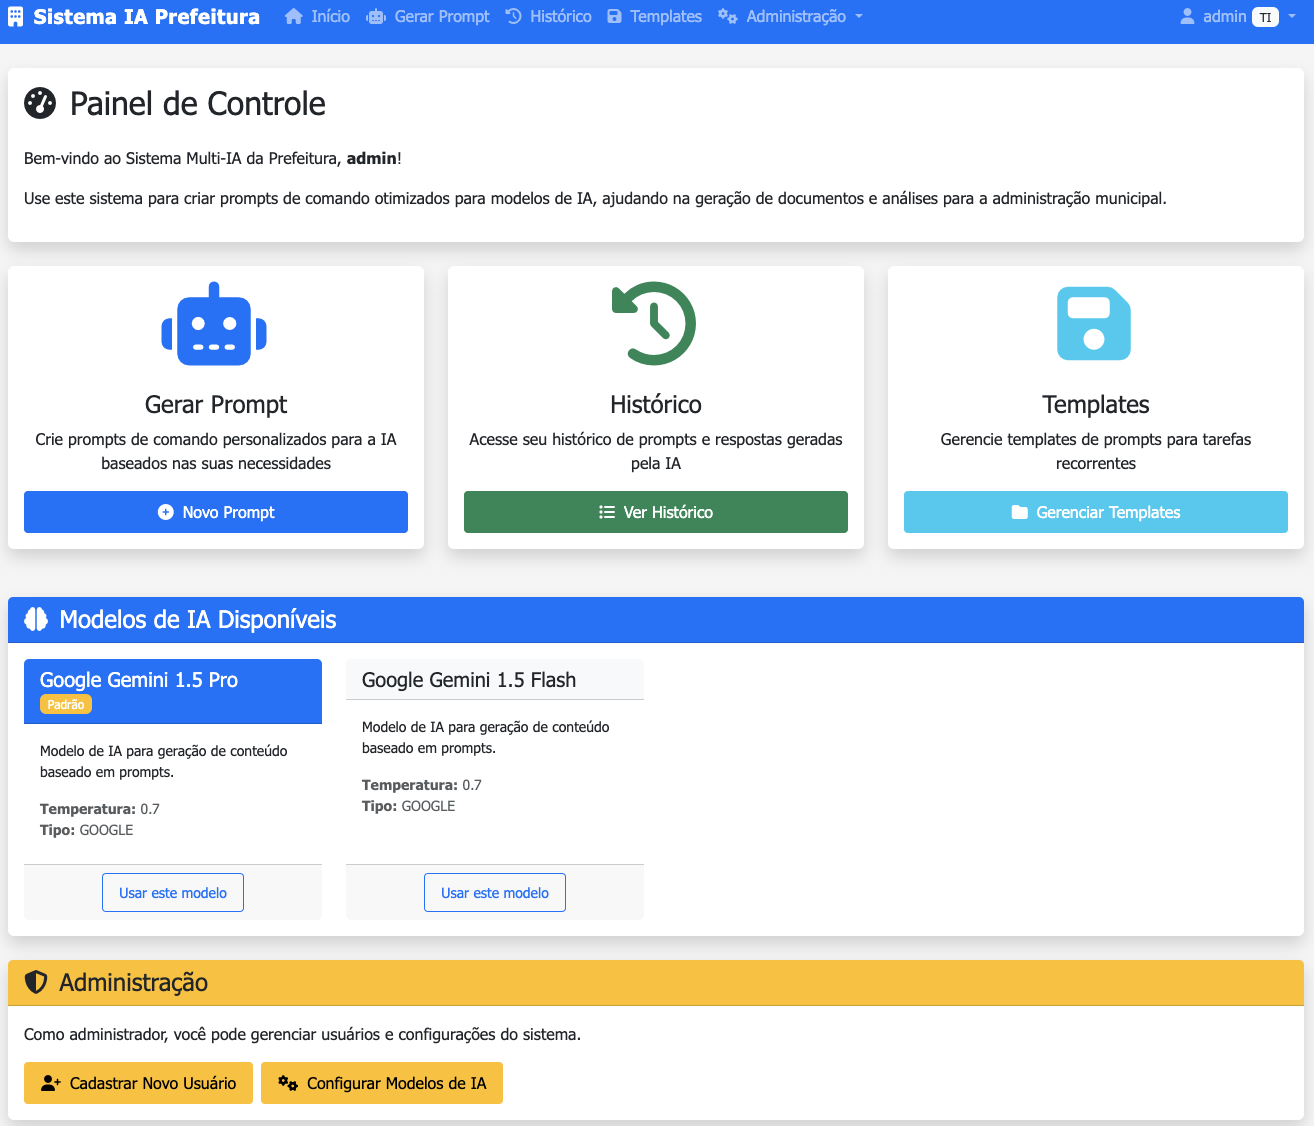 Sistema IA Prefeitura Início Gerar Prompt Histórico Templates Administração admin TI
Painel de Controle
Bem-vindo ao Sistema Multi-IA da Prefeitura, admin!
Use este sistema para criar prompts de comando otimizados para modelos de IA, ajudando na geração de documentos e análises para a administração municipal.
Gerar Prompt
Crie prompts de comando personalizados para a IA
baseados nas suas necessidades
Novo Prompt
Histórico
Acesse seu histórico de prompts e respostas geradas
pela IA
Ver Histórico
Templates
Gerencie templates de prompts para tarefas
recorrentes
Gerenciar Templates
Modelos de IA Disponíveis
Google Gemini 1.5 Pro
Padrão
Modelo de IA para geração de conteúdo
baseado em prompts.
Temperatura: 0.7
Tipo: GOOGLE
Usar este modelo
Google Gemini 1.5 Flash
Modelo de IA para geração de conteúdo
baseado em prompts.
Temperatura: 0.7
Tipo: GOOGLE
Usar este modelo
Administração
Como administrador, você pode gerenciar usuários e configurações do sistema.
Cadastrar Novo Usuário Configurar Modelos de IA